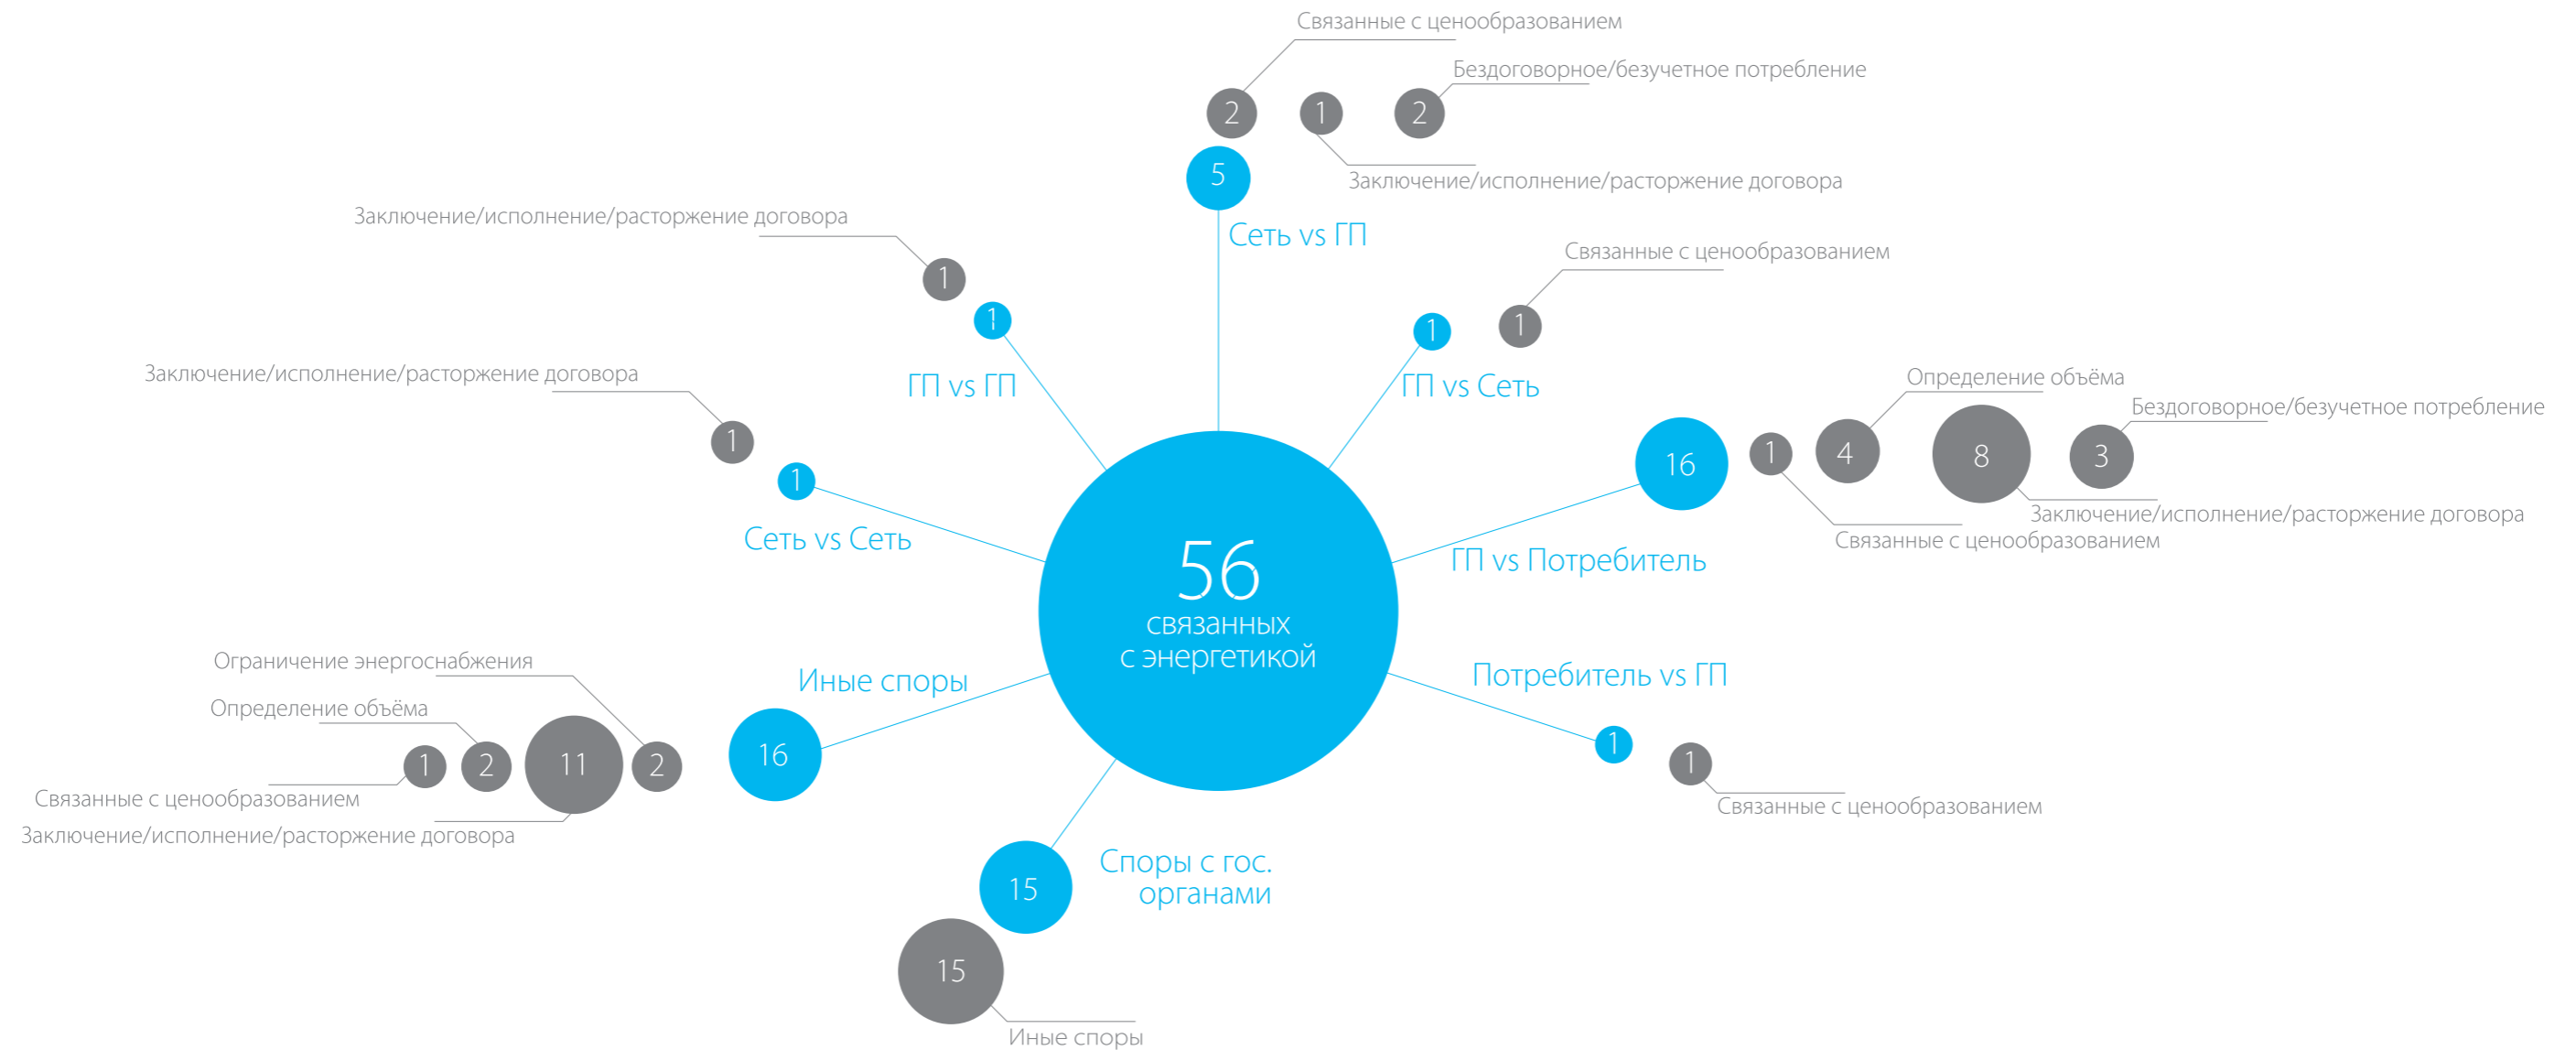 Связанные с ценообразованием
Бездоговорное/безучетное потребление
2
1
2
Заключение/исполнение/расторжение договора
5
Сеть vs ГП
Заключение/исполнение/расторжение договора
1
1
ГП vs ГП
Связанные с ценообразованием
1
1
ГП vs Сеть
Заключение/исполнение/расторжение договора
1
1
Сеть vs Сеть
Определение объёма
Бездоговорное/безучетное потребление
16
1
4
8
3
Заключение/исполнение/расторжение договора
Связанные с ценообразованием
ГП vs Потребитель
56
связанных
с энергетикой
Ограничение энергоснабжения
Определение объёма
Иные споры
1
2
11
2
16
Связанные с ценообразованием
Заключение/исполнение/расторжение договора
Потребитель vs ГП
1
1
Связанные с ценообразованием
Споры с гос.
органами
15
15
Иные споры